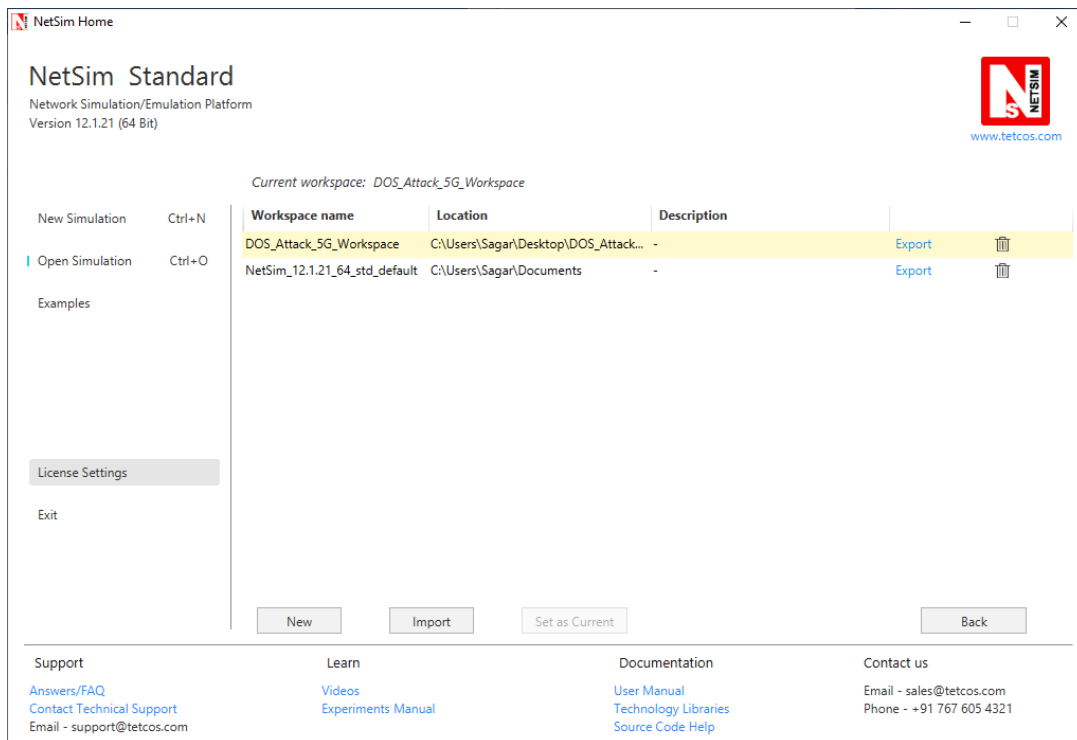 NetSim Home
NetSim Standard
Network Simulation/Emulation Platform
Version 12.1.21 (64 Bit)
NS
NETSIM
www.tetcos.com
Current workspace: DOS_Attack_5G_Workspace
New Simulation Ctrl+N
Open Simulation Ctrl+O
Examples
License Settings
Exit
Workspace name Location Description
DOS_Attack_5G_Workspace C:\Users\Sagar\Desktop\DOS_Attack... - Export
NetSim_12.1.21_64_std_default C:\Users\Sagar\Documents - Export
New Import Set as Current Back
Support Learn Documentation Contact us
Answers/FAQ Videos User Manual Email - sales@tetcos.com
Contact Technical Support Experiments Manual Technology Libraries Phone - +91 767 605 4321
Email - support@tetcos.com Source Code Help